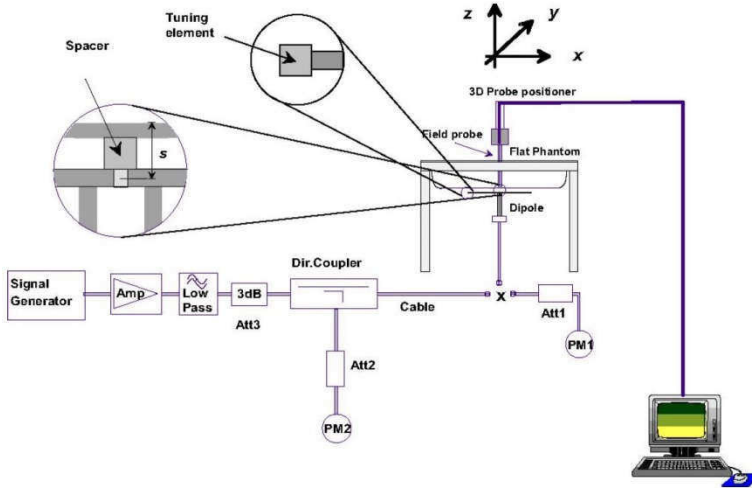 Tuning
element
Spacer
z
y
x
3D Probe positioner
Field probe
Flat Phantom
s
Dipole
Dir.Coupler
Signal
Generator
Amp
Low
Pass
3dB
Cable
x
Att1
Att3
PM1
Att2
PM2